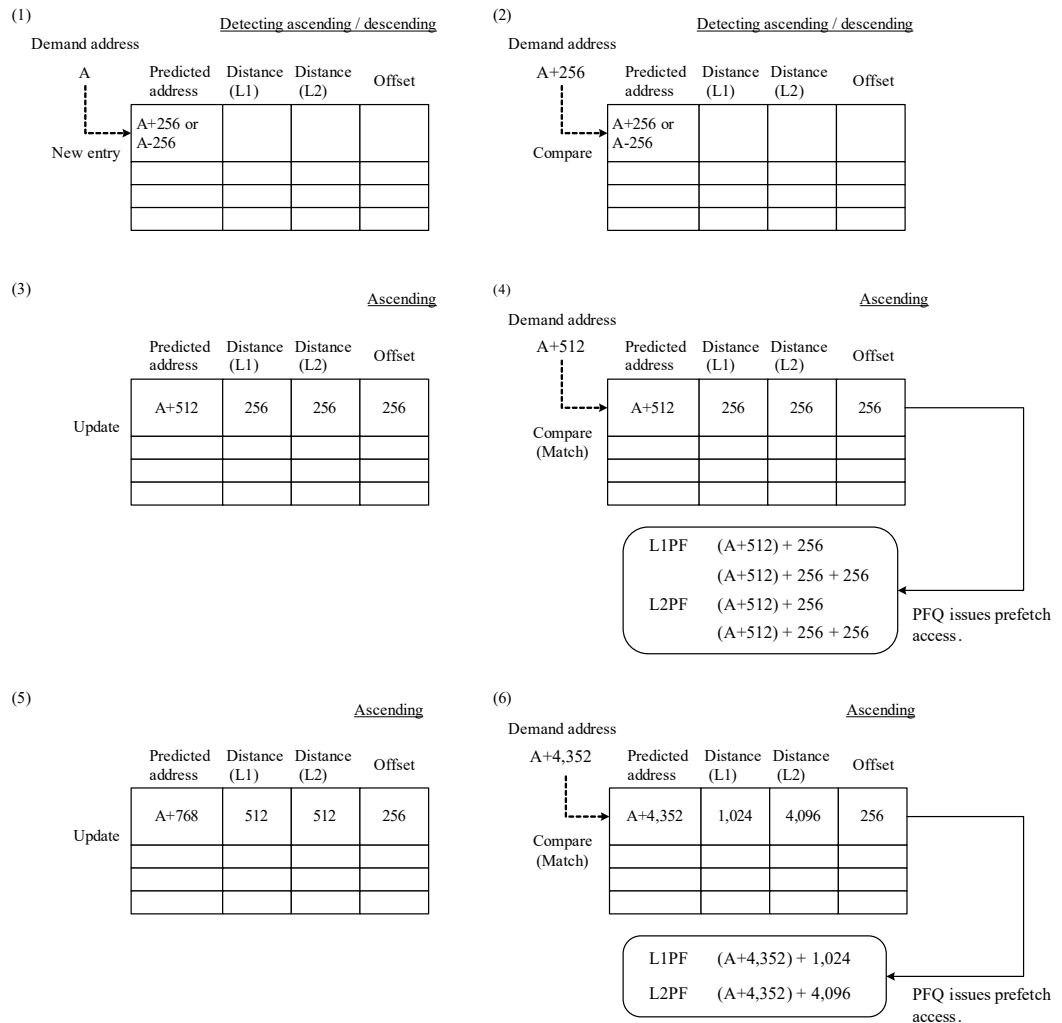 (1)
Detecting ascending / descending
Demand address
A
Predicted address
Distance (L1)
Distance (L2)
Offset
A+256 or
A-256
New entry
(2)
Detecting ascending / descending
Demand address
A+256
Predicted address
Distance (L1)
Distance (L2)
Offset
A+256 or
A-256
Compare
(3)
Ascending
Predicted address
Distance (L1)
Distance (L2)
Offset
Update
A+512 256 256 256
(4)
Ascending
Demand address
A+512
Predicted address
Distance (L1)
Distance (L2)
Offset
A+512 256 256 256
Compare
(Match)
L1PF (A+512) + 256
(A+512) + 256 + 256
L2PF (A+512) + 256
(A+512) + 256 + 256
PFQ issues prefetch
access.
(5)
Ascending
Predicted address
Distance (L1)
Distance (L2)
Offset
Update
A+768 512 512 256
(6)
Ascending
Demand address
A+4,352
Predicted address
Distance (L1)
Distance (L2)
Offset
A+4,352 1,024 4,096 256
Compare
(Match)
L1PF (A+4,352) + 1,024
L2PF (A+4,352) + 4,096
PFQ issues prefetch
access.